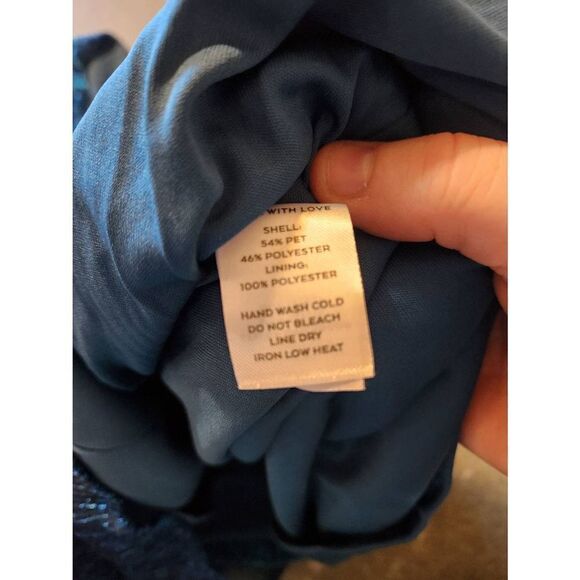 WITH LOVE
SHELL:
54% PET
46% POLYESTER
LINING:
100% POLYESTER
HAND WASH COLD
DO NOT BLEACH
LINE DRY
IRON LOW HEAT